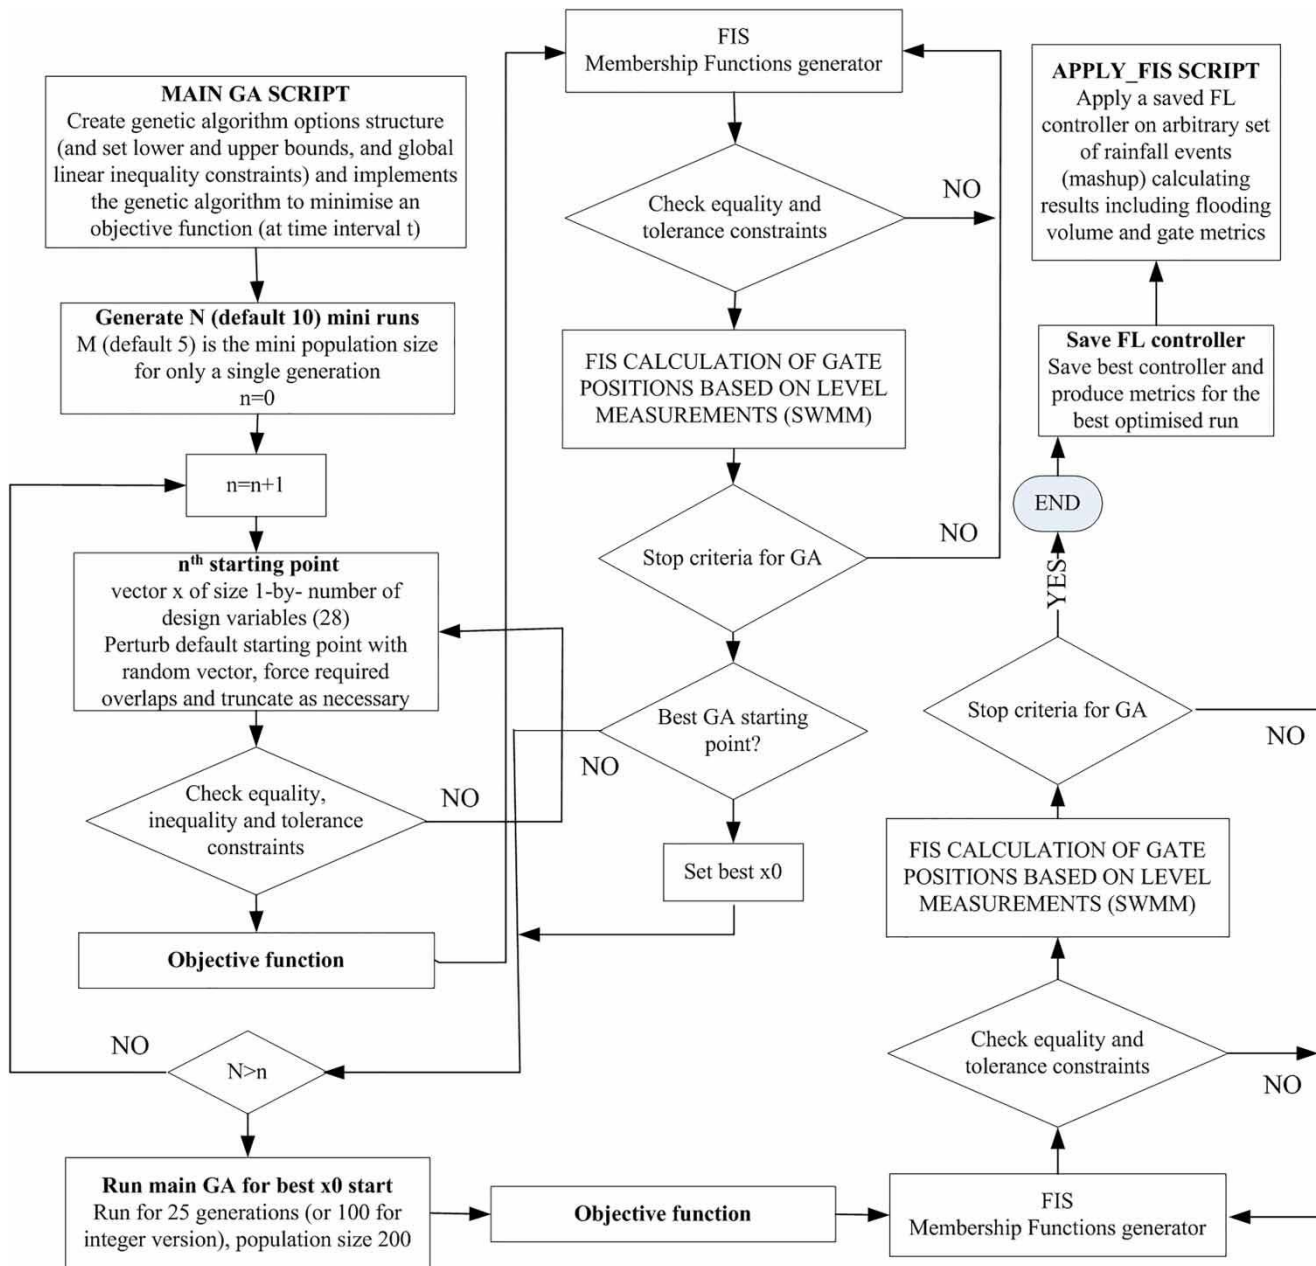 MAIN GA SCRIPT
Create genetic algorithm options structure
(and set lower and upper bounds, and global
linear inequality constraints) and implements
the genetic algorithm to minimise an
objective function (at time interval t)
Generate N (default 10) mini runs
M (default 5) is the mini population size
for only a single generation
n=0
n=n+1
nth starting point
vector x of size 1-by- number of
design variables (28)
Perturb default starting point with
random vector, force required
overlaps and truncate as necessary
Check equality,
inequality and tolerance
constraints
NO
Objective function
NO
N>n
Run main GA for best x0 start
Run for 25 generations (or 100 for
integer version), population size 200
FIS
Membership Functions generator
Check equality and
tolerance constraints
NO
FIS CALCULATION OF GATE
POSITIONS BASED ON LEVEL
MEASUREMENTS (SWMM)
Stop criteria for GA
NO
Best GA starting
point?
NO
Set best x0
Objective function
APPLY_FIS SCRIPT
Apply a saved FL
controller on arbitrary set
of rainfall events
(mashup) calculating
results including flooding
volume and gate metrics
Save FL controller
Save best controller and
produce metrics for the
best optimised run
END
YES
Stop criteria for GA
NO
FIS CALCULATION OF GATE
POSITIONS BASED ON LEVEL
MEASUREMENTS (SWMM)
Check equality and
tolerance constraints
NO
FIS
Membership Functions generator